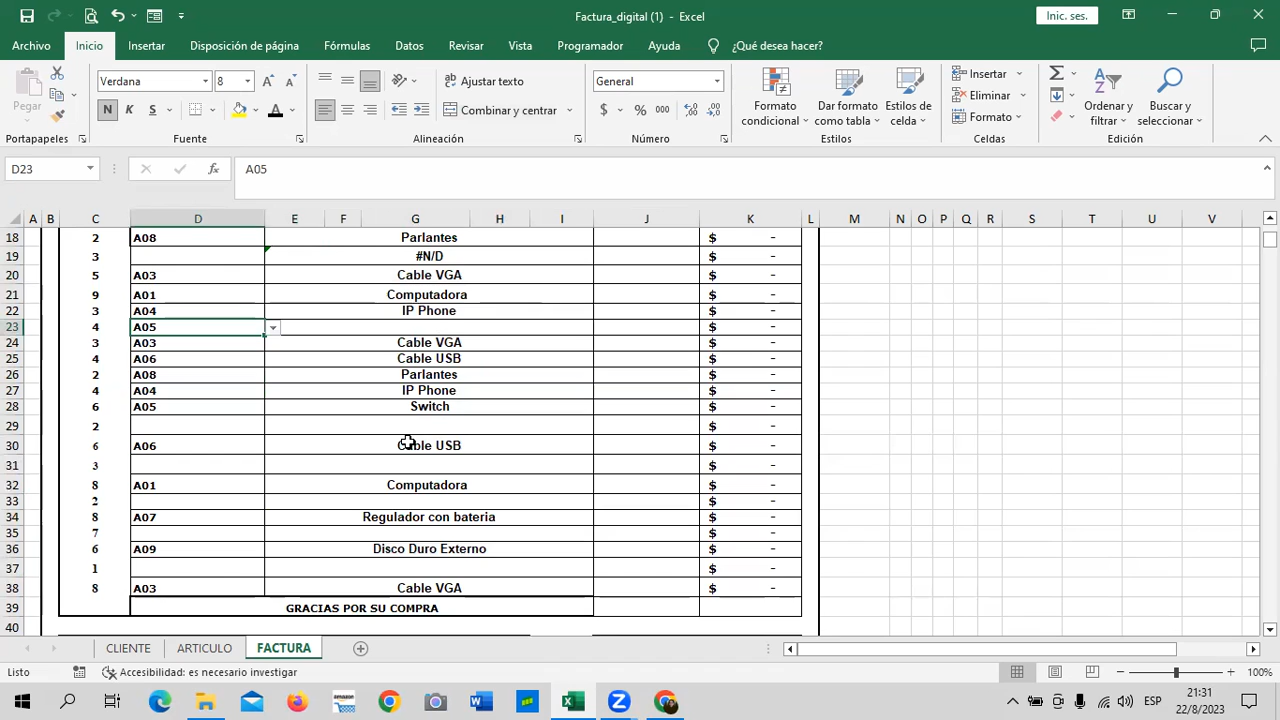 Factura_digital (1) - Excel
Inic. ses.
Archivo Inicio Insertar Disposición de página Fórmulas Datos Revisar Vista Programador Ayuda ¿Qué desea hacer?
Pegar
Verdana 8
N K S
Ajustar texto
Combinar y centrar
General
$ % 000
Formato condicional
Dar formato como tabla
Estilos de celda
Insertar
Eliminar
Formato
Ordenar y filtrar
Buscar y seleccionar
Portapapeles Fuente Alineación Número Estilos Celdas Edición
D23 fx A05
A B C D E F G H I J K L M N O P Q R S T U V
18 2 A08 Parlantes $ -
19 3 #N/D $ -
20 5 A03 Cable VGA $ -
21 9 A01 Computadora $ -
22 3 A04 IP Phone $ -
23 4 A05 $ -
24 3 A03 Cable VGA $ -
25 4 A06 Cable USB $ -
26 2 A08 Parlantes $ -
27 4 A04 IP Phone $ -
28 6 A05 Switch $ -
29 2 $ -
30 6 A06 Cable USB $ -
31 3 $ -
32 8 A01 Computadora $ -
33 2 $ -
34 8 A07 Regulador con bateria $ -
35 7 $ -
36 6 A09 Disco Duro Externo $ -
37 1 $ -
38 8 A03 Cable VGA $ -
39 GRACIAS POR SU COMPRA
40
CLIENTE ARTICULO FACTURA
Listo Accesibilidad: es necesario investigar 100%
ESP 21:31
22/8/2023